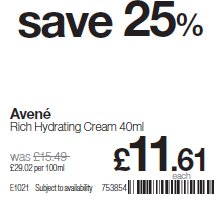 save 25%
Avené
Rich Hydrating Cream 40ml
was £15.49
£29.02 per 100ml
£11.61
each
E1021 Subject to availability 753854